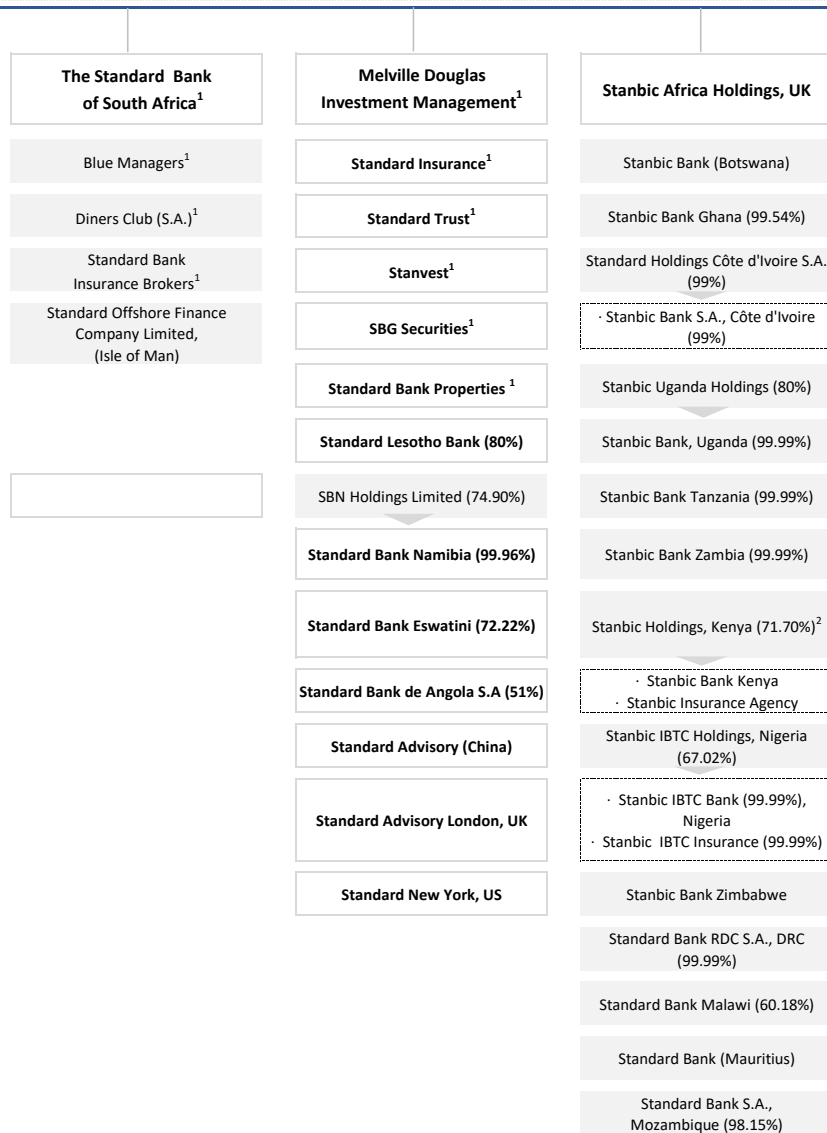 The Standard Bank
of South Africa¹
Blue Managers¹
Diners Club (S.A.)¹
Standard Bank
Insurance Brokers¹
Standard Offshore Finance
Company Limited,
(Isle of Man)
Melville Douglas
Investment Management¹
Standard Insurance¹
Standard Trust¹
Stanvest¹
SBG Securities¹
Standard Bank Properties ¹
Standard Lesotho Bank (80%)
SBN Holdings Limited (74.90%)
Standard Bank Namibia (99.96%)
Standard Bank Eswatini (72.22%)
Standard Bank de Angola S.A (51%)
Standard Advisory (China)
Standard Advisory London, UK
Standard New York, US
Stanbic Africa Holdings, UK
Stanbic Bank (Botswana)
Stanbic Bank Ghana (99.54%)
Standard Holdings Côte d'Ivoire S.A.
(99%)
· Stanbic Bank S.A., Côte d'Ivoire
(99%)
Stanbic Uganda Holdings (80%)
Stanbic Bank, Uganda (99.99%)
Stanbic Bank Tanzania (99.99%)
Stanbic Bank Zambia (99.99%)
Stanbic Holdings, Kenya (71.70%)²
· Stanbic Bank Kenya
· Stanbic Insurance Agency
Stanbic IBTC Holdings, Nigeria
(67.02%)
· Stanbic IBTC Bank (99.99%),
Nigeria
· Stanbic IBTC Insurance (99.99%)
Stanbic Bank Zimbabwe
Standard Bank RDC S.A., DRC
(99.99%)
Standard Bank Malawi (60.18%)
Standard Bank (Mauritius)
Standard Bank S.A.,
Mozambique (98.15%)